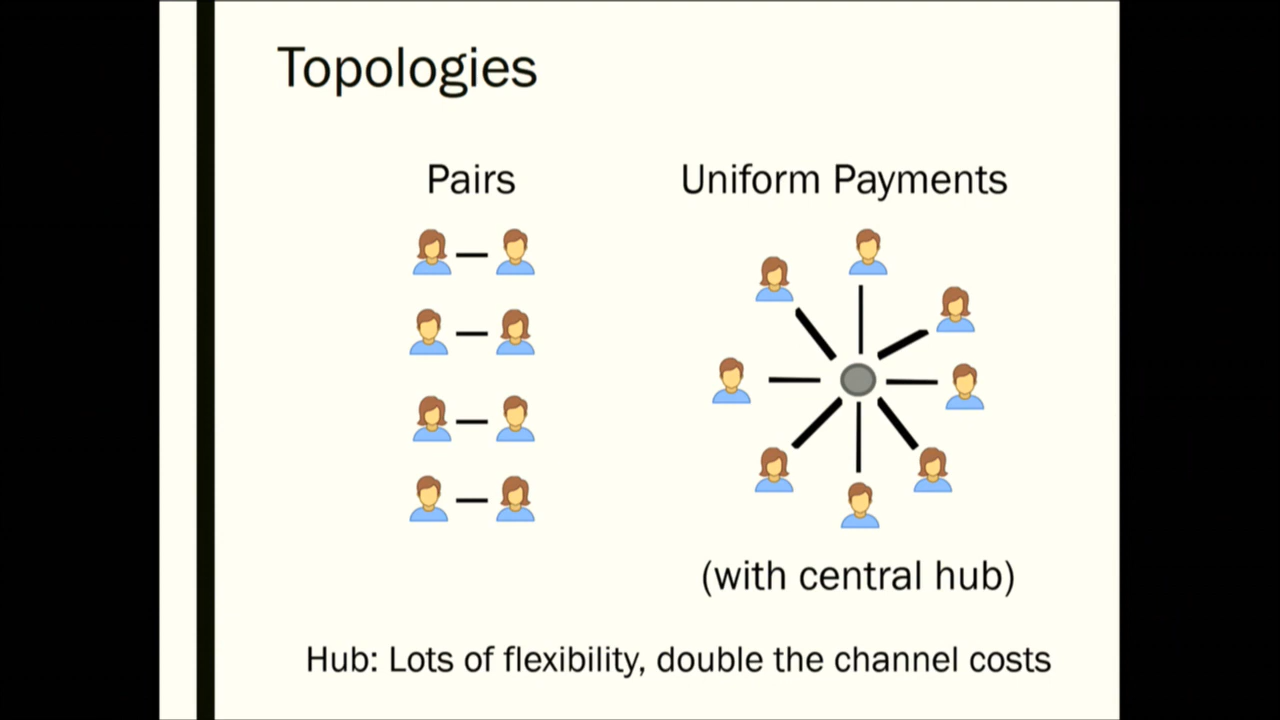 Topologies
Pairs
Uniform Payments
(with central hub)
Hub: Lots of flexibility, double the channel costs